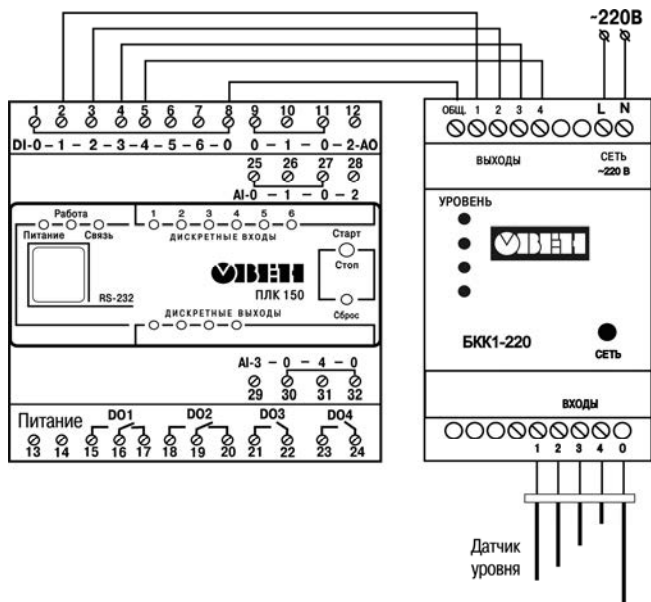 ~220В
1 2 3 4 5 6 7 8 9 10 11 12
DI-0-1-2-3-4-5-6-0 0-1-0-2-AO
25 26 27 28
AI-0-1-0-2
Работа
Питание Связь
1 2 3 4 5 6
ДИСКРЕТНЫЕ ВХОДЫ
Старт
Стоп
ОВЕН
ПЛК 150
RS-232
ДИСКРЕТНЫЕ ВЫХОДЫ
Сброс
AI-3-0-4-0
29 30 31 32
Питание DO1 DO2 DO3 DO4
13 14 15 16 17 18 19 20 21 22 23 24
ОБЩ. 1 2 3 4 L N
ВЫХОДЫ
СЕТЬ
~220 В
УРОВЕНЬ
ОВЕН
БКК1-220
СЕТЬ
ВХОДЫ
1 2 3 4 0
Датчик
уровня